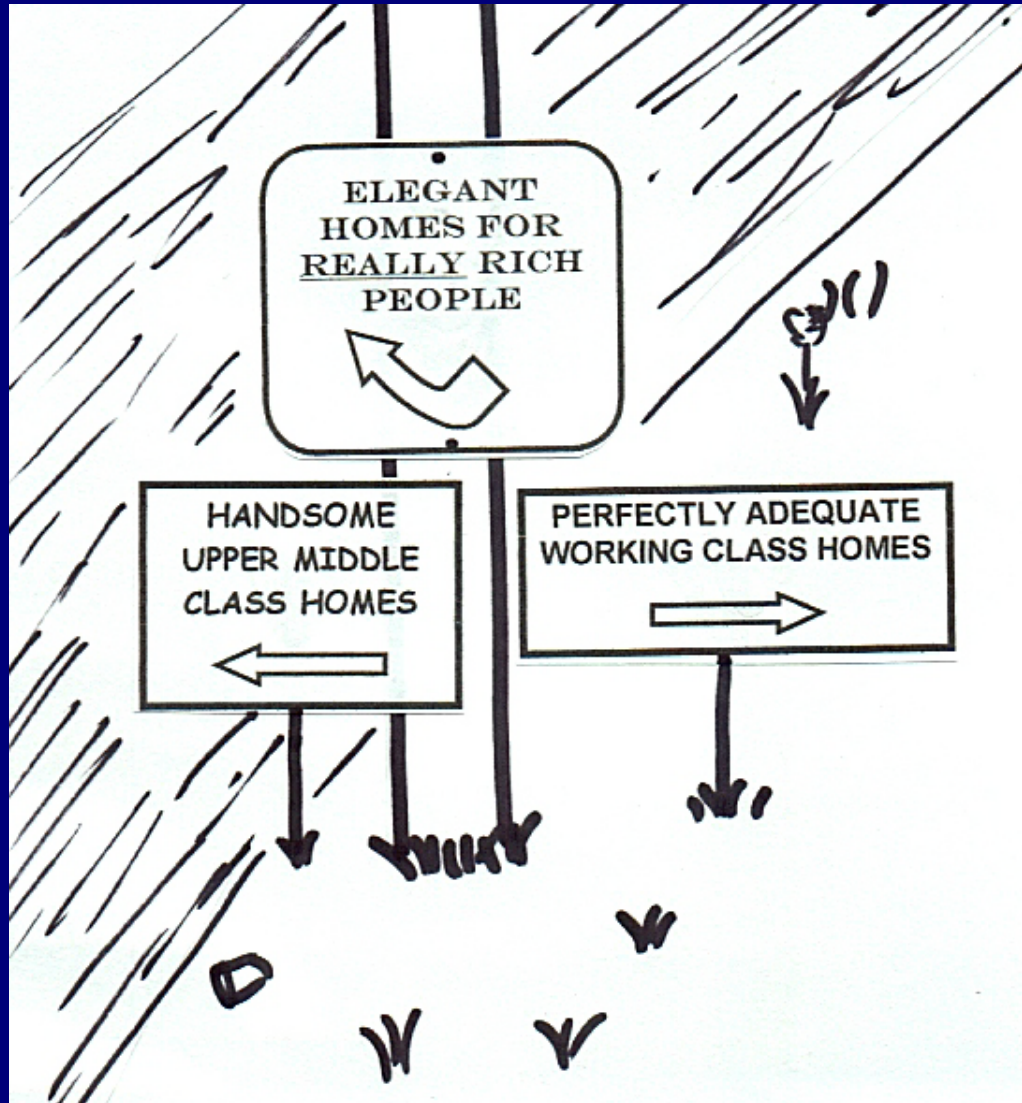 ELEGANT
HOMES FOR
REALLY RICH
PEOPLE
HANDSOME
UPPER MIDDLE
CLASS HOMES
PERFECTLY ADEQUATE
WORKING CLASS HOMES